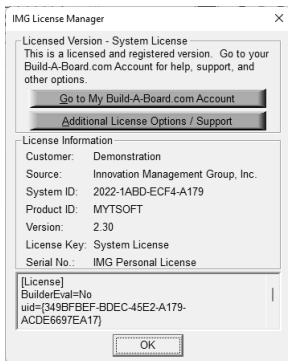 IMG License Manager
Licensed Version - System License
This is a licensed and registered version.  Go to your
Build-A-Board.com Account for help, support, and
other options.
Go to My Build-A-Board.com Account
Additional License Options / Support
License Information
Customer: Demonstration
Source: Innovation Management Group, Inc.
System ID: 2022-1ABD-ECF4-A179
Product ID: MYTSOFT
Version: 2.30
License Key: System License
Serial No.: IMG Personal License
[License]
BuilderEval=No
uid={349BFBEF-BDEC-45E2-A179-
ACDE6697EA17}
OK